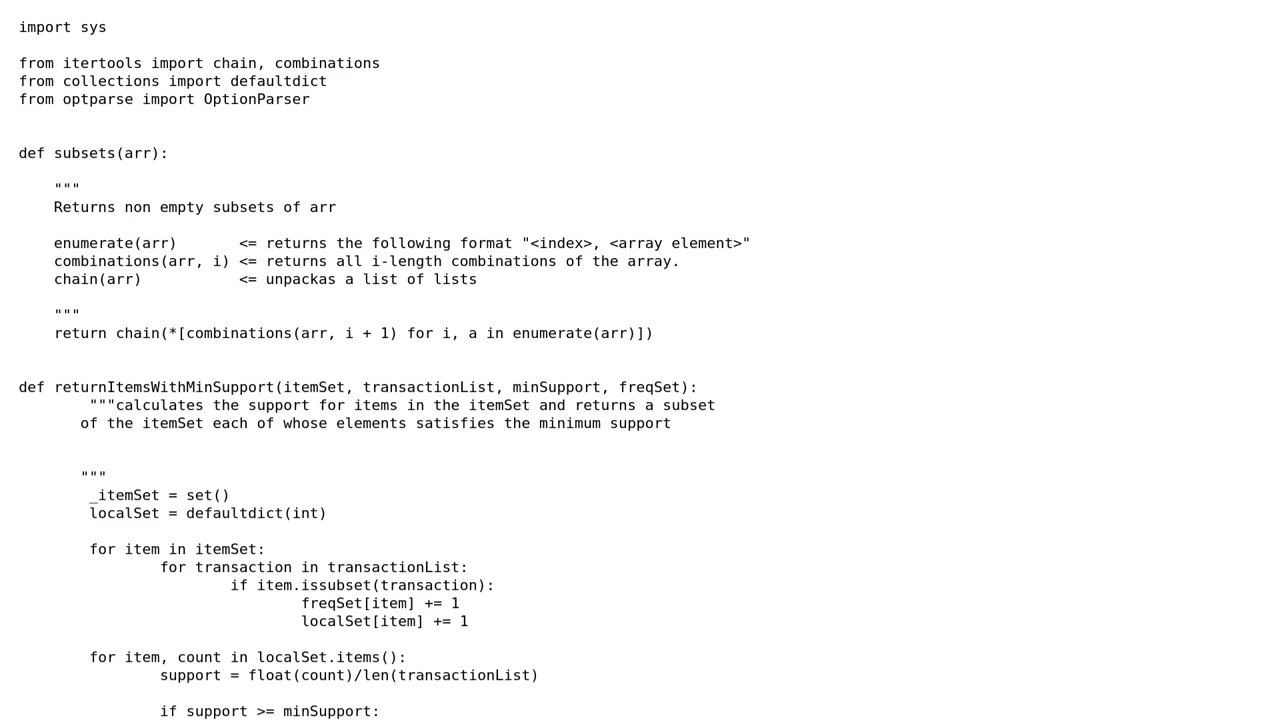 import sys

from itertools import chain, combinations
from collections import defaultdict
from optparse import OptionParser


def subsets(arr):

    """
    Returns non empty subsets of arr

    enumerate(arr)       <= returns the following format "<index>, <array element>"
    combinations(arr, i) <= returns all i-length combinations of the array.
    chain(arr)           <= unpackas a list of lists

    """
    return chain(*[combinations(arr, i + 1) for i, a in enumerate(arr)])


def returnItemsWithMinSupport(itemSet, transactionList, minSupport, freqSet):
        """calculates the support for items in the itemSet and returns a subset
       of the itemSet each of whose elements satisfies the minimum support


       """
        _itemSet = set()
        localSet = defaultdict(int)

        for item in itemSet:
                for transaction in transactionList:
                        if item.issubset(transaction):
                                freqSet[item] += 1
                                localSet[item] += 1

        for item, count in localSet.items():
                support = float(count)/len(transactionList)

                if support >= minSupport: